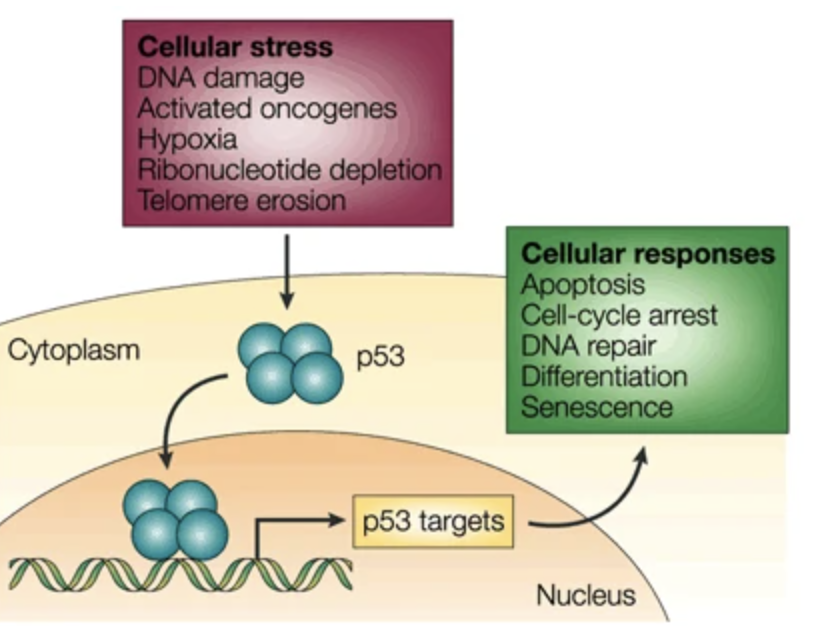 Cellular stress
DNA damage
Activated oncogenes
Hypoxia
Ribonucleotide depletion
Telomere erosion
Cellular responses
Apoptosis
Cell-cycle arrest
DNA repair
Differentiation
Senescence
Cytoplasm
p53
p53 targets
Nucleus